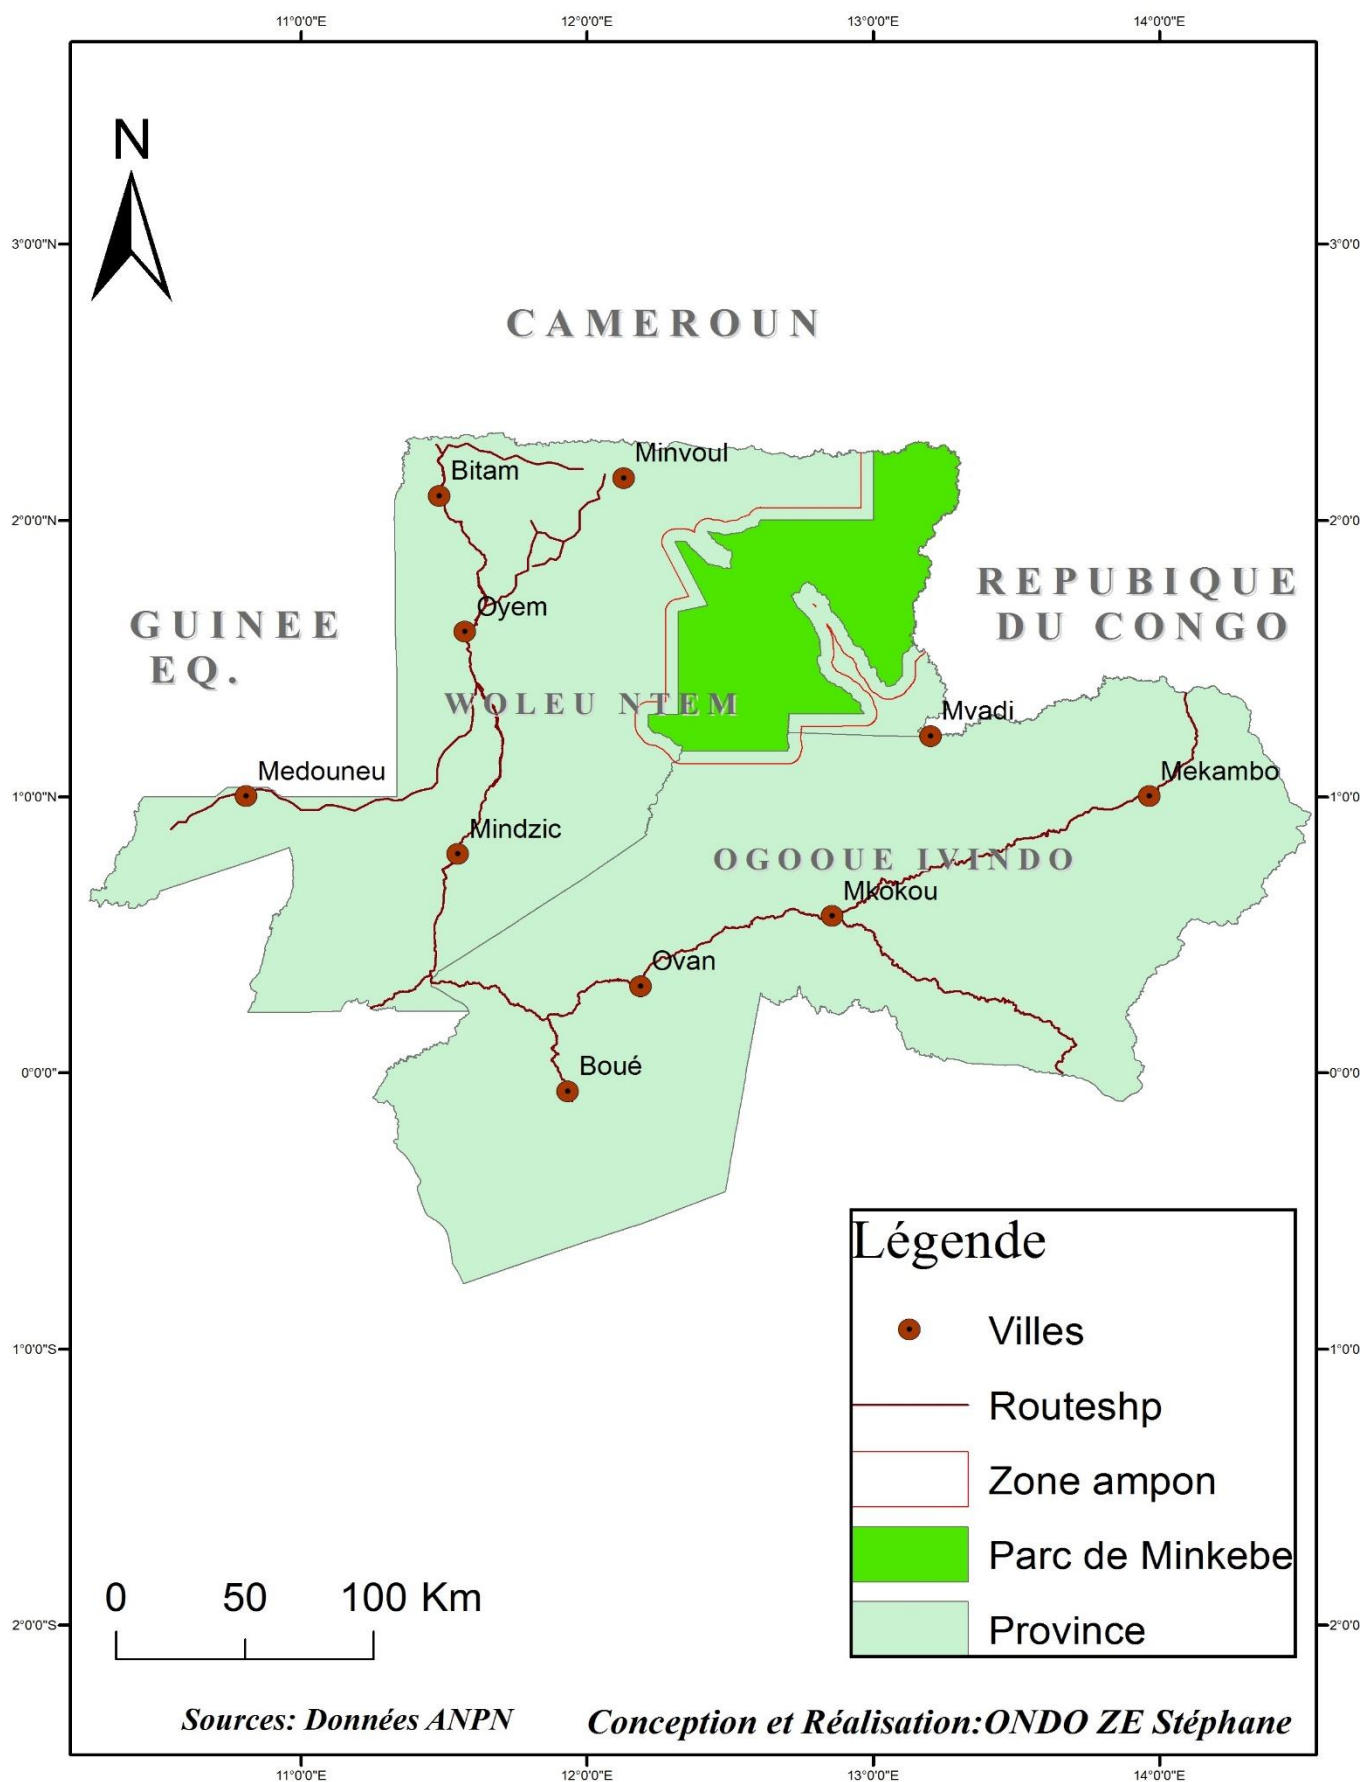 11°0'0"E 12°0'0"E 13°0'0"E 14°0'0"E
N
3°0'0"N 3°0'0
CAMEROUN
Minvoul
Bitam
2°0'0"N 2°0'0
REPUBIQUE
DU CONGO
GUINEE
EQ.
Oyem
WOLEU NTEM
Mvadi
Medouneu
Mekambo
1°0'0"N 1°0'0
Mindzic
OGOOUE IVINDO
Mkokou
Ovan
Boué
0°0'0" 0°0'0
Légende
Villes
1°0'0"S 1°0'0
Routeshp
Zone ampon
Parc de Minkebe
Province
0 50 100 Km
2°0'0"S 2°0'0
Sources: Données ANPN
Conception et Réalisation:ONDO ZE Stéphane
11°0'0"E 12°0'0"E 13°0'0"E 14°0'0"E